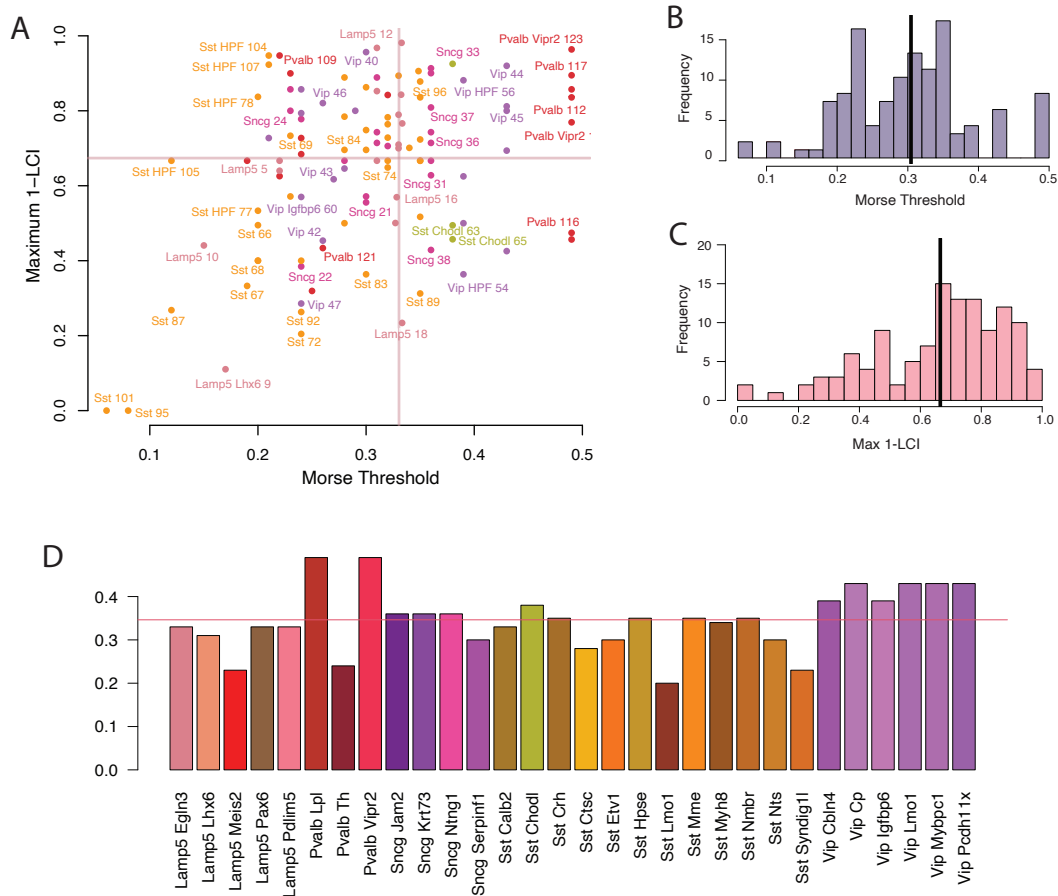 A
Maximum 1−LCI
1.0
0.8
0.6
0.4
0.2
0.0
Lamp5 12
Sst HPF 104
Sncg 33
Pvalb Vipr2 123
Pvalb 109
Vip 40
Sst HPF 107
Vip 44
Pvalb 117
Sst HPF 78
Vip 46
Sst 96
Vip HPF 56
Sncg 24
Sncg 37
Vip 45
Pvalb 112
Sst 69
Sst 84
Sncg 36
Pvalb Vipr2 1
Sst HPF 105
Lamp5 5
Vip 43
Sst 74
Sncg 31
Sst HPF 77
Vip Igfbp6 60
Sncg 21
Lamp5 16
Sst 66
Vip 42
Sst Chodl 63
Pvalb 116
Lamp5 10
Pvalb 121
Sst Chodl 65
Sst 68
Sncg 22
Sst 83
Sncg 38
Sst 67
Vip 47
Sst 89
Vip HPF 54
Sst 87
Sst 92
Lamp5 18
Sst 72
Lamp5 Lhx6 9
Sst 101
Sst 95
0.1 0.2 0.3 0.4 0.5
Morse Threshold
B
Frequency
15
10
5
0
0.1 0.2 0.3 0.4 0.5
Morse Threshold
C
Frequency
20
15
10
5
0
0.0 0.2 0.4 0.6 0.8 1.0
Max 1-LCI
D
0.4
0.3
0.2
0.1
0.0
Lamp5 Egln3
Lamp5 Lhx6
Lamp5 Meis2
Lamp5 Pax6
Lamp5 Pdlim5
Pvalb Lpl
Pvalb Th
Pvalb Vipr2
Sncg Jam2
Sncg Krt73
Sncg Ntng1
Sncg Serpinf1
Sst Calb2
Sst Chodl
Sst Crh
Sst Ctsc
Sst Etv1
Sst Hpse
Sst Lmo1
Sst Mme
Sst Myh8
Sst Nmbr
Sst Nts
Sst Syndig1l
Vip Cbln4
Vip Cp
Vip Igfbp6
Vip Lmo1
Vip Mybpc1
Vip Pcdh11x